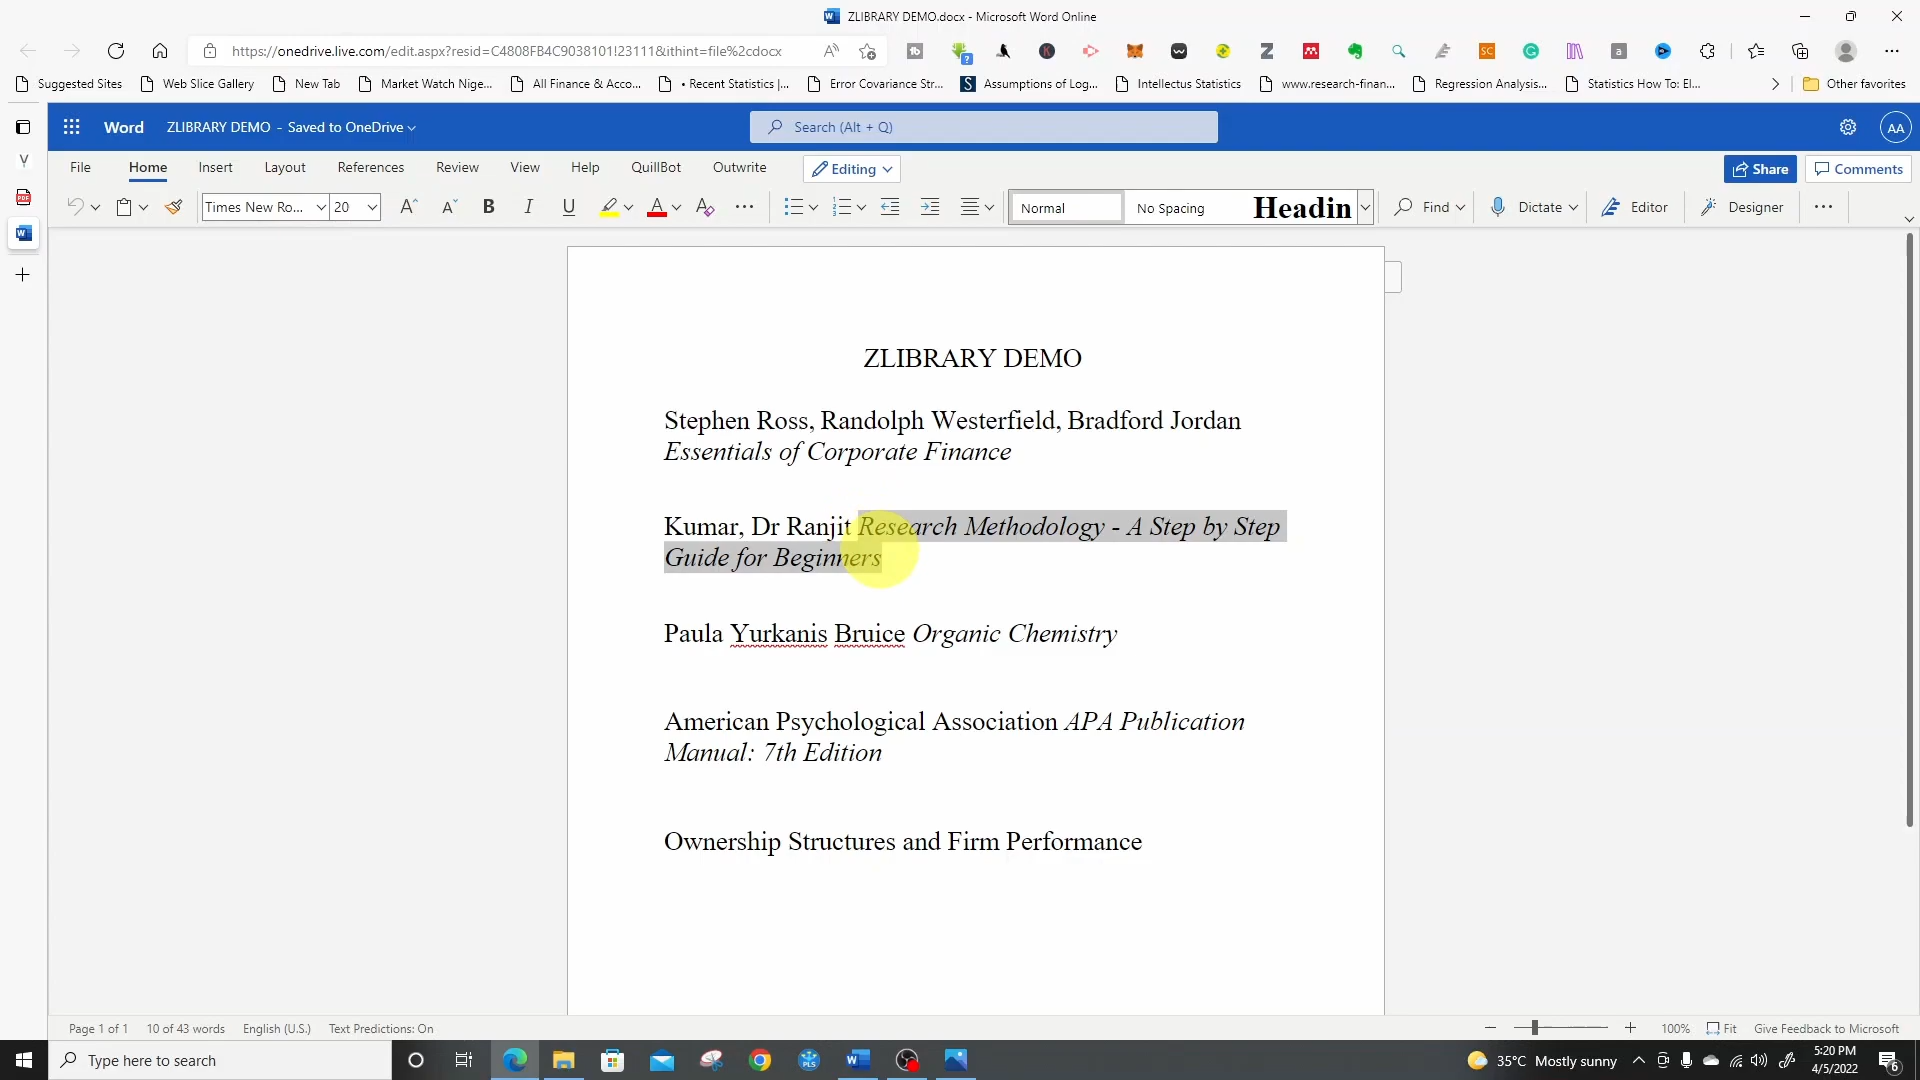 ZLIBRARY DEMO.docx - Microsoft Word Online
https://onedrive.live.com/edit.aspx?resid=C4808FB4C9038101!23111&ithint=file%2cdocx
Suggested Sites
Web Slice Gallery
New Tab
Market Watch Nige...
All Finance & Acco...
• Recent Statistics |...
Error Covariance Str...
Assumptions of Log...
Intellectus Statistics
www.research-finan...
Regression Analysis...
Statistics How To: El...
Other favorites
Word
ZLIBRARY DEMO - Saved to OneDrive
Search (Alt + Q)
AA
File
Home
Insert
Layout
References
Review
View
Help
QuillBot
Outwrite
Editing
Share
Comments
Times New Ro...
20
Normal
No Spacing
Headin
Find
Dictate
Editor
Designer
ZLIBRARY DEMO
Stephen Ross, Randolph Westerfield, Bradford Jordan
Essentials of Corporate Finance
Kumar, Dr Ranjit Research Methodology - A Step by Step
Guide for Beginners
Paula Yurkanis Bruice Organic Chemistry
American Psychological Association APA Publication
Manual: 7th Edition
Ownership Structures and Firm Performance
Page 1 of 1
10 of 43 words
English (U.S.)
Text Predictions: On
100%
Fit
Give Feedback to Microsoft
Type here to search
35°C Mostly sunny
5:20 PM
4/5/2022
6